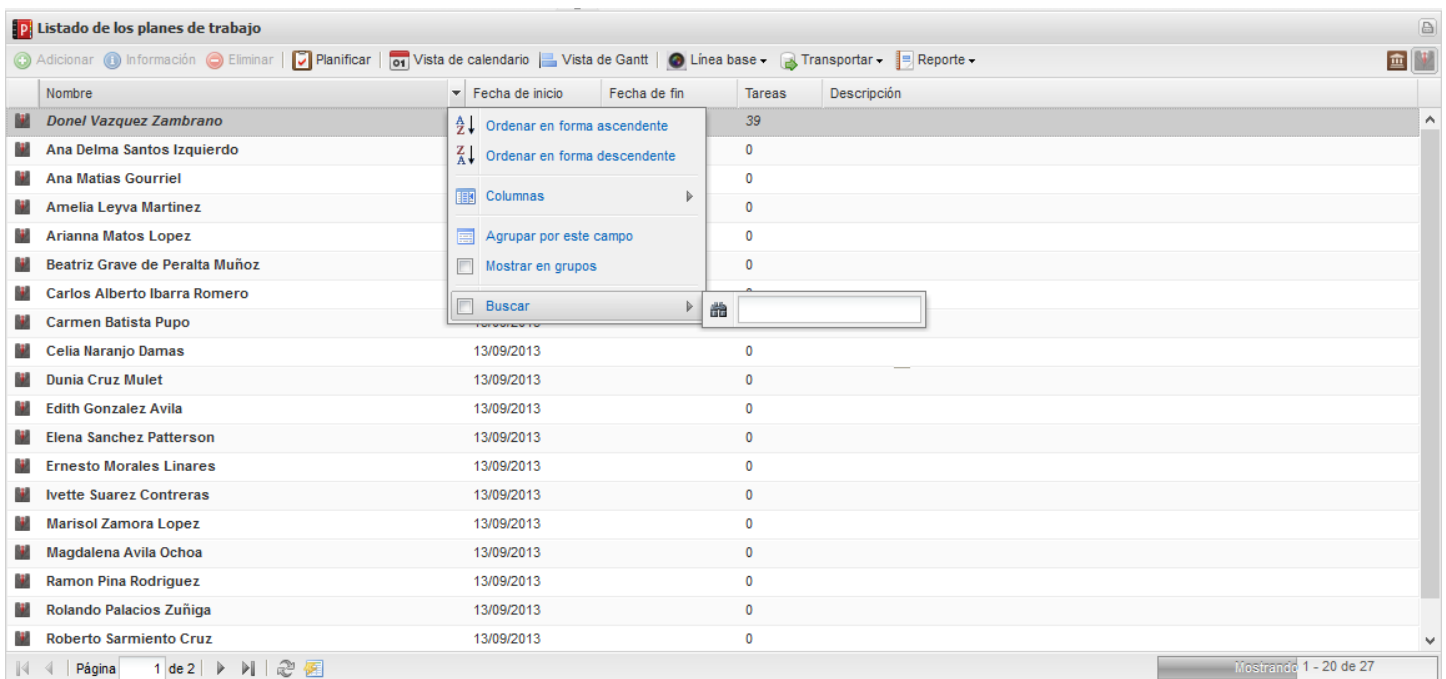 Listado de los planes de trabajo
Adicionar Información Eliminar Planificar 01 Vista de calendario Vista de Gantt Línea base Transportar Reporte
Nombre Fecha de inicio Fecha de fin Tareas Descripción
Donel Vazquez Zambrano 39
Ordenar en forma ascendente
Ana Delma Santos Izquierdo 0
Ordenar en forma descendente
Ana Matias Gourriel 0
Columnas
Amelia Leyva Martinez 0
Arianna Matos Lopez 0
Agrupar por este campo
Beatriz Grave de Peralta Muñoz 0
Mostrar en grupos
Carlos Alberto Ibarra Romero
Buscar
Carmen Batista Pupo
Celia Naranjo Damas 13/09/2013 0
Dunia Cruz Mulet 13/09/2013 0
Edith Gonzalez Avila 13/09/2013 0
Elena Sanchez Patterson 13/09/2013 0
Ernesto Morales Linares 13/09/2013 0
Ivette Suarez Contreras 13/09/2013 0
Marisol Zamora Lopez 13/09/2013 0
Magdalena Avila Ochoa 13/09/2013 0
Ramon Pina Rodriguez 13/09/2013 0
Rolando Palacios Zuñiga 13/09/2013 0
Roberto Sarmiento Cruz 13/09/2013 0
Página 1 de 2 Mostrando 1 - 20 de 27